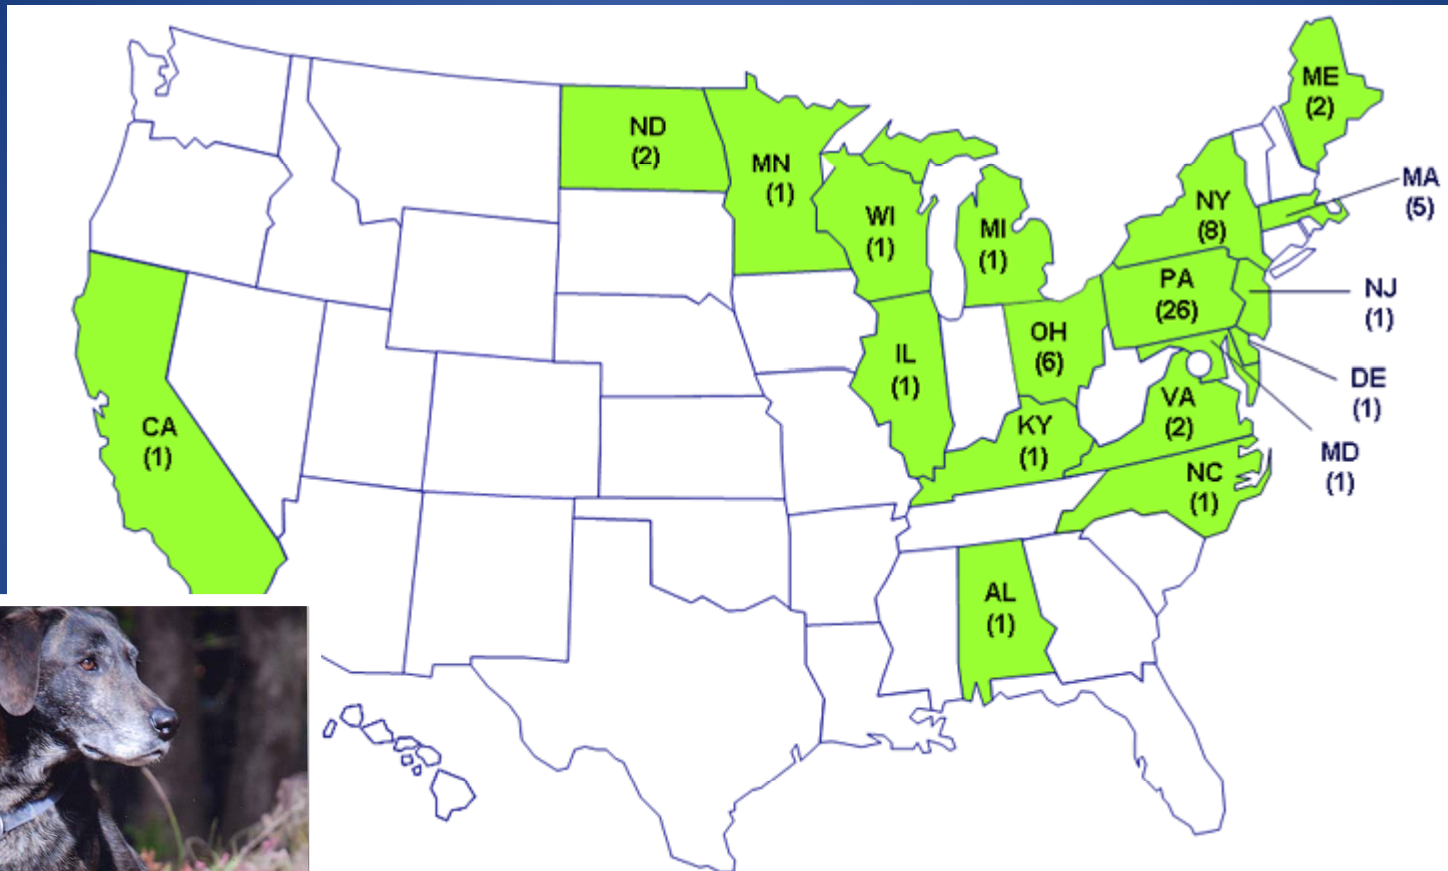 ME
(2)
ND
(2)
MN
(1)
MA
(5)
NY
(8)
WI
(1)
MI
(1)
PA
(26)
NJ
(1)
OH
(6)
IL
(1)
DE
(1)
VA
(2)
CA
(1)
KY
(1)
MD
(1)
NC
(1)
AL
(1)